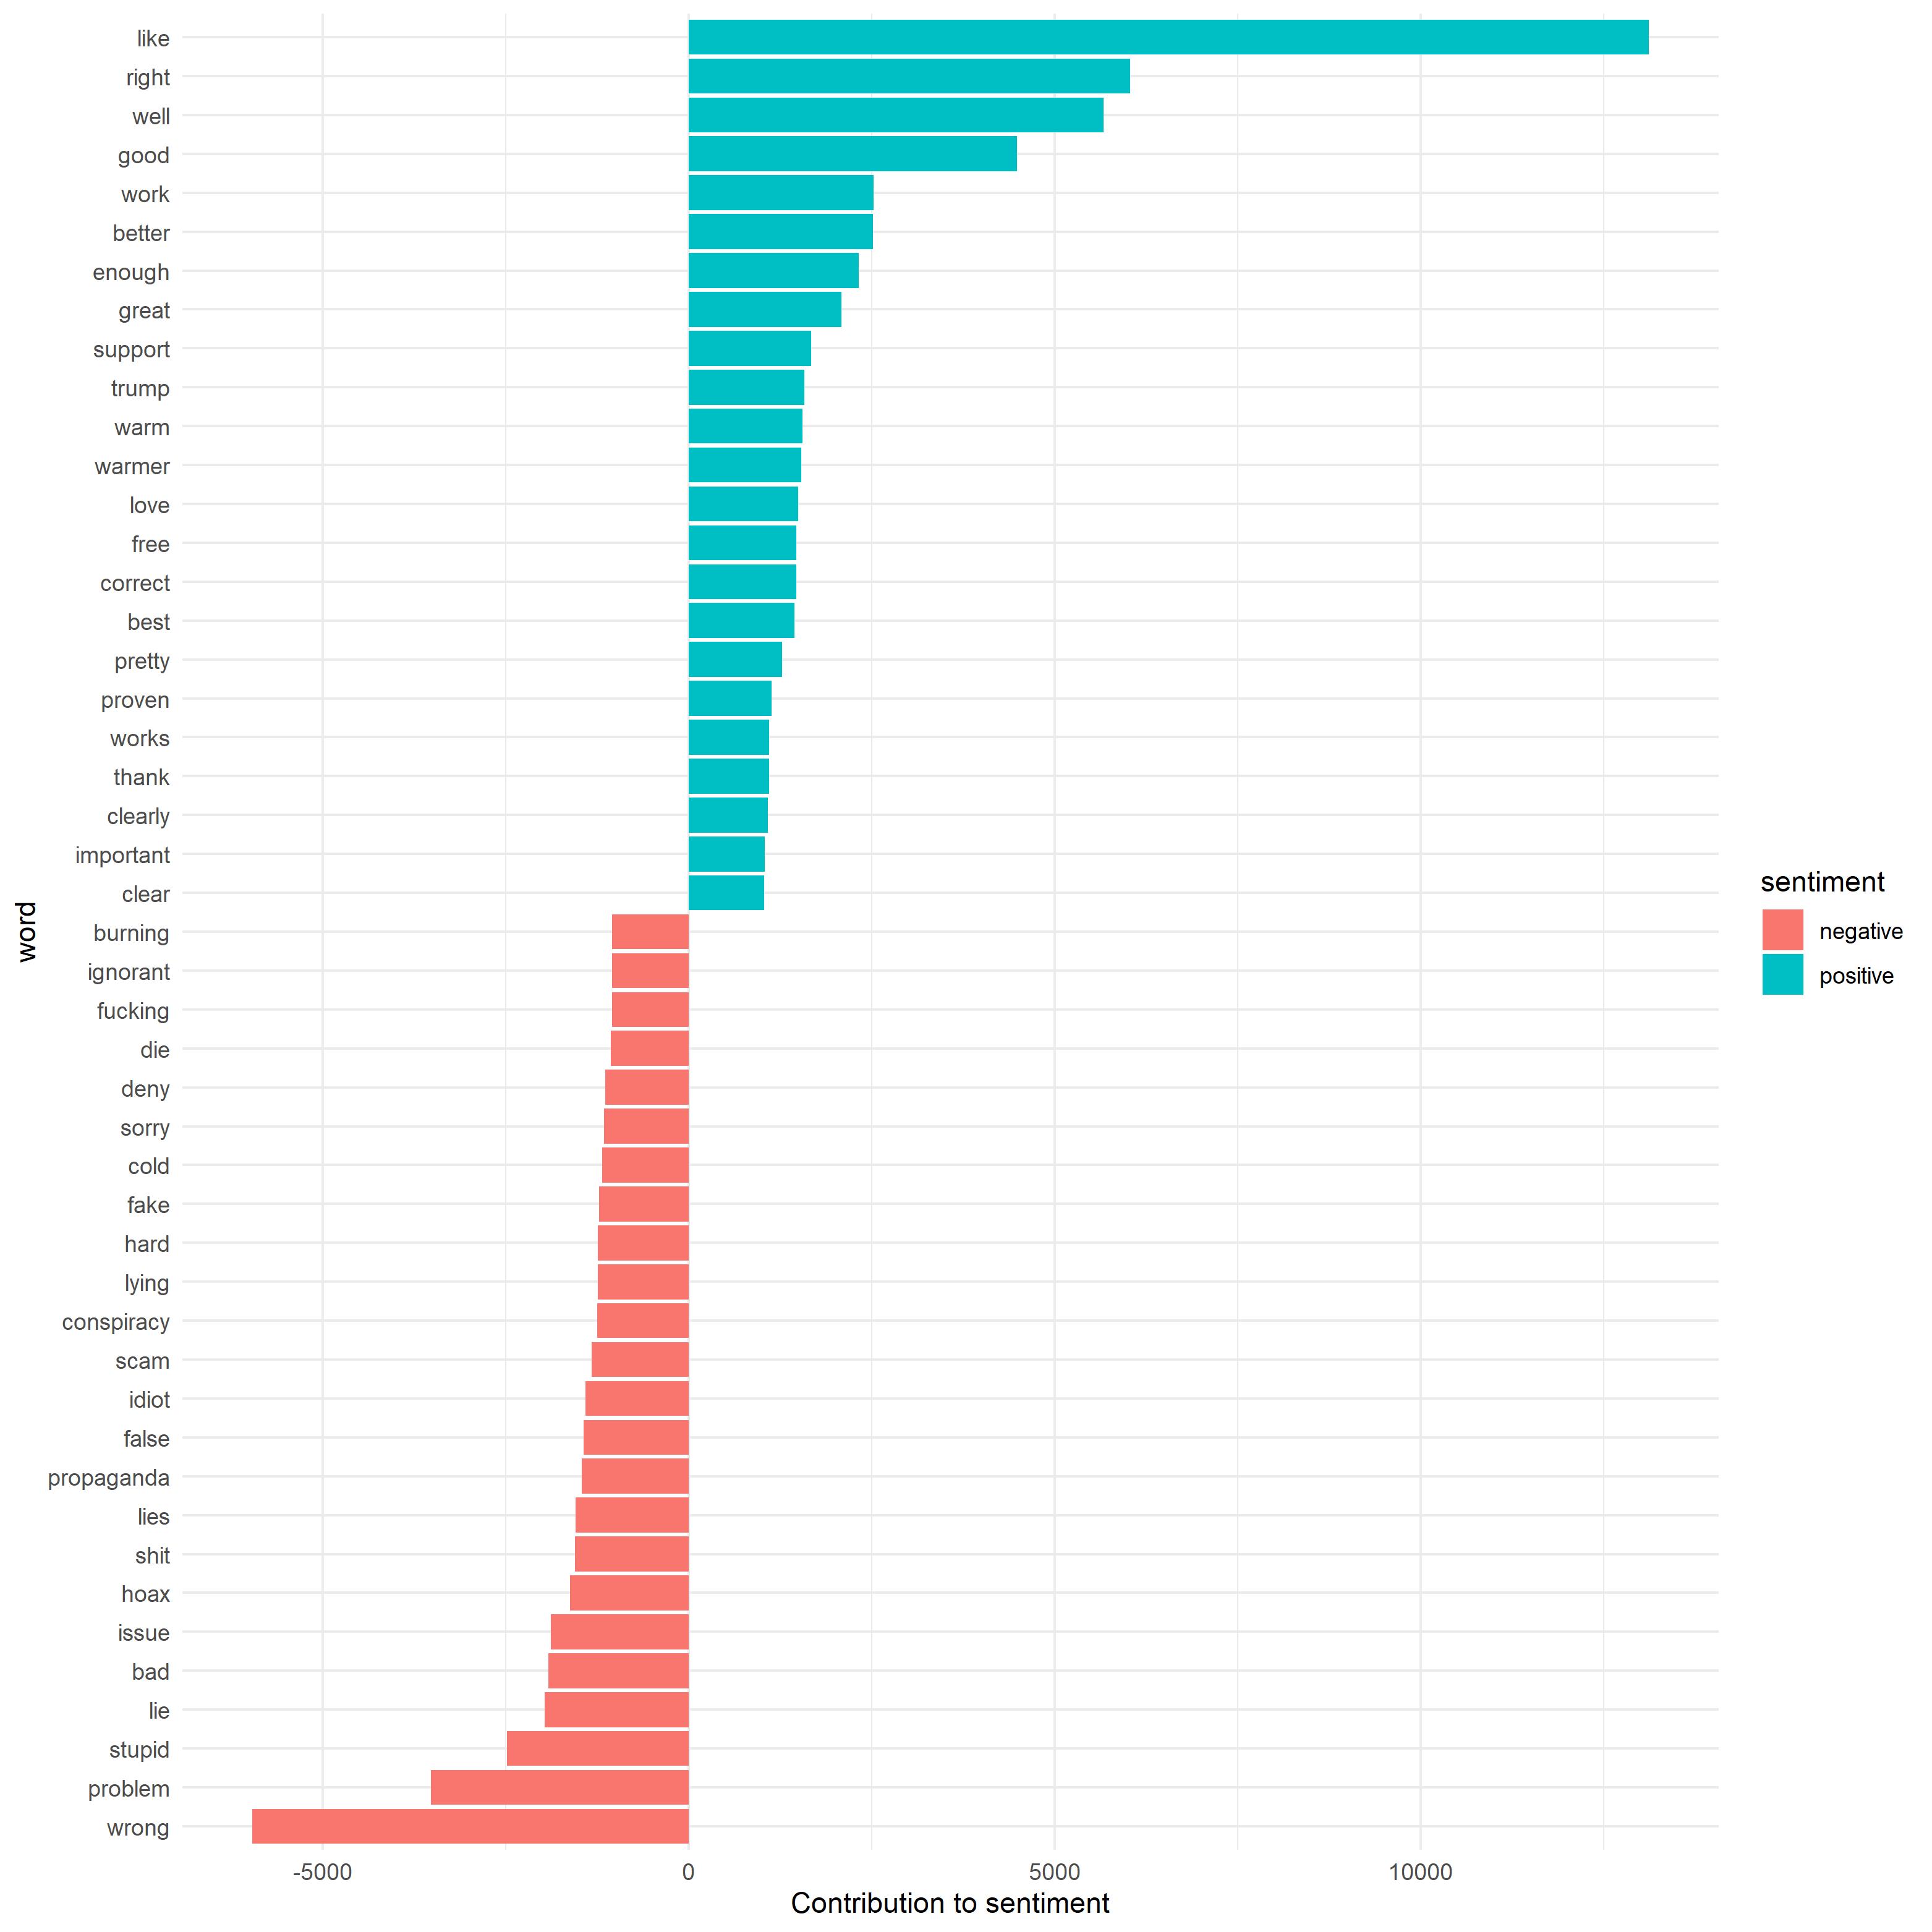 like
right
well
good
work
better
enough
great
support
trump
warm
warmer
love
free
correct
best
pretty
proven
works
thank
clearly
important
clear
burning
ignorant
fucking
die
deny
sorry
cold
fake
hard
lying
conspiracy
scam
idiot
false
propaganda
lies
shit
hoax
issue
bad
lie
stupid
problem
wrong
word
-5000 0 5000 10000
Contribution to sentiment
sentiment
negative
positive